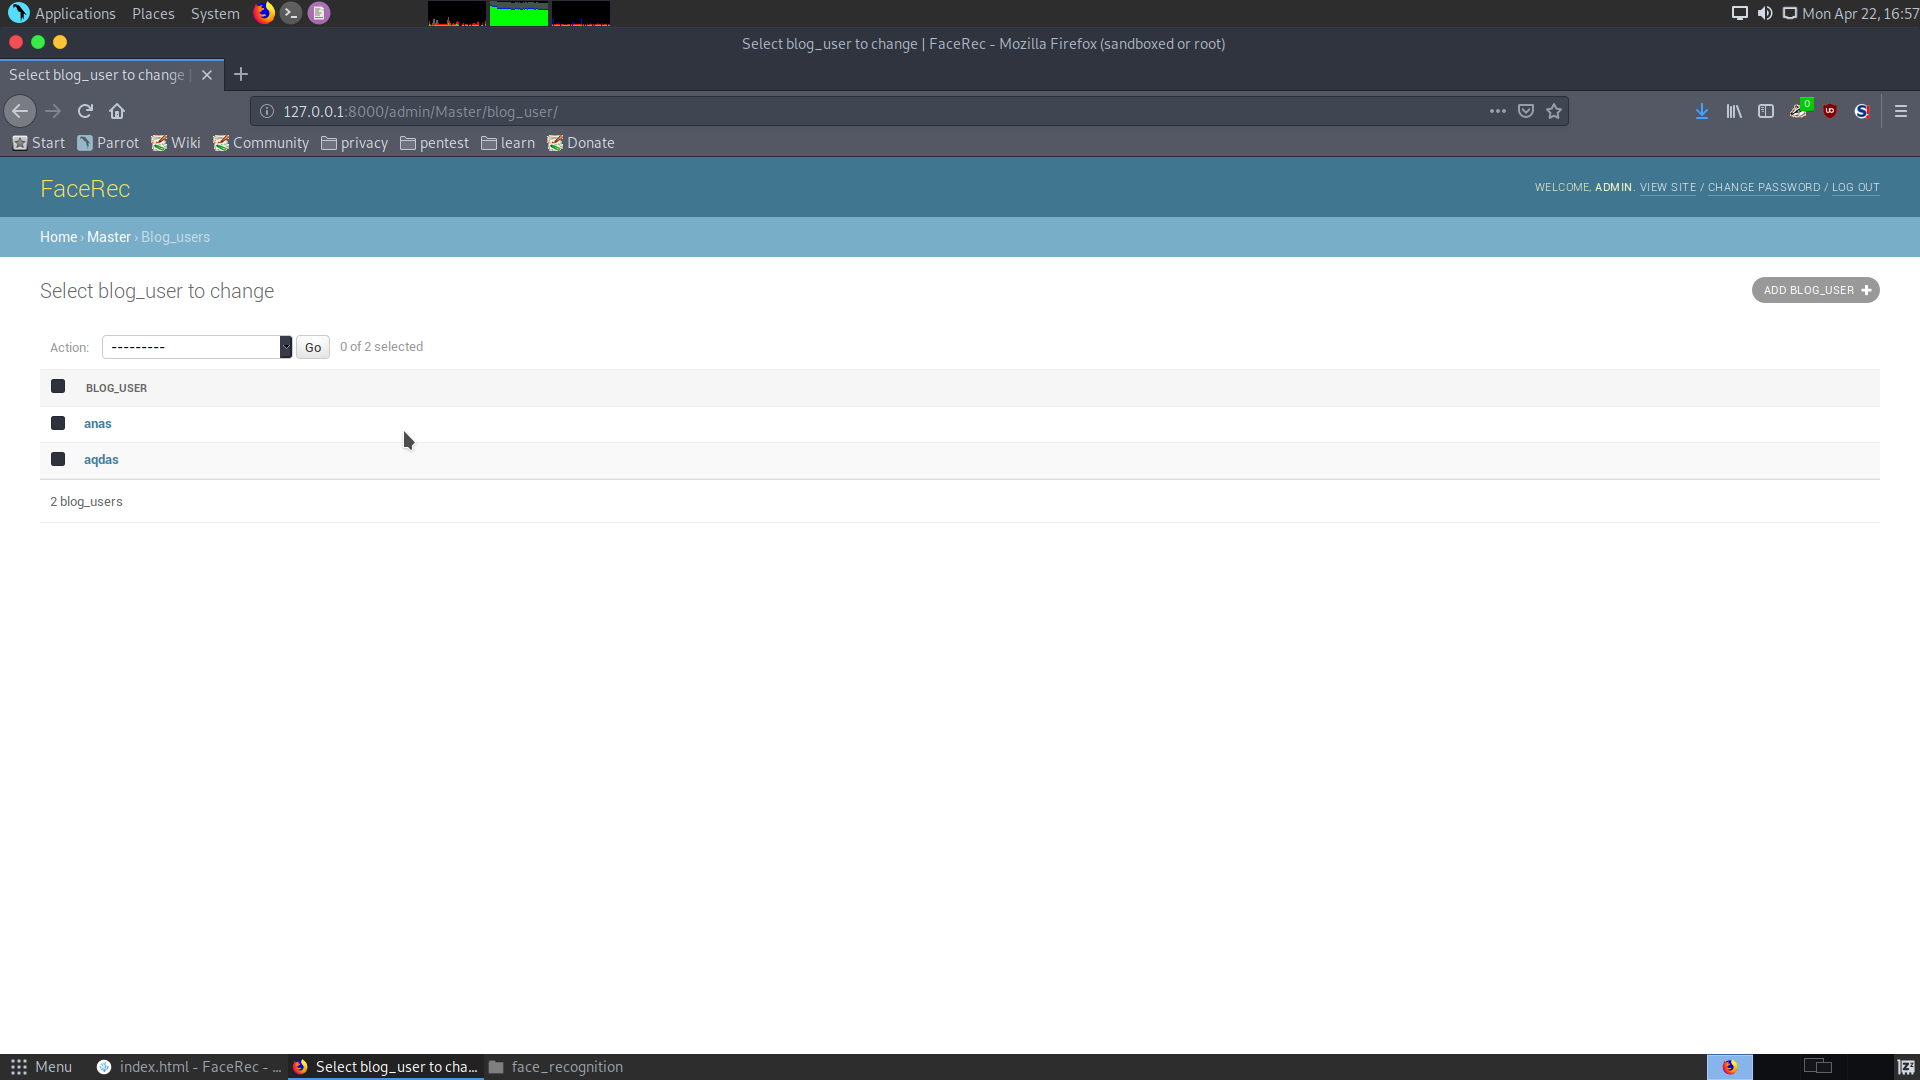 Applications Places System Mon Apr 22, 16:57
Select blog_user to change | FaceRec - Mozilla Firefox (sandboxed or root)
Select blog_user to change |
127.0.0.1:8000/admin/Master/blog_user/
0
Start Parrot Wiki Community privacy pentest learn Donate
FaceRec
WELCOME, ADMIN. VIEW SITE / CHANGE PASSWORD / LOG OUT
Home › Master › Blog_users
Select blog_user to change
ADD BLOG_USER
Action: --------- Go 0 of 2 selected
BLOG_USER
anas
aqdas
2 blog_users
Menu index.html - FaceRec - ... Select blog_user to cha... face_recognition